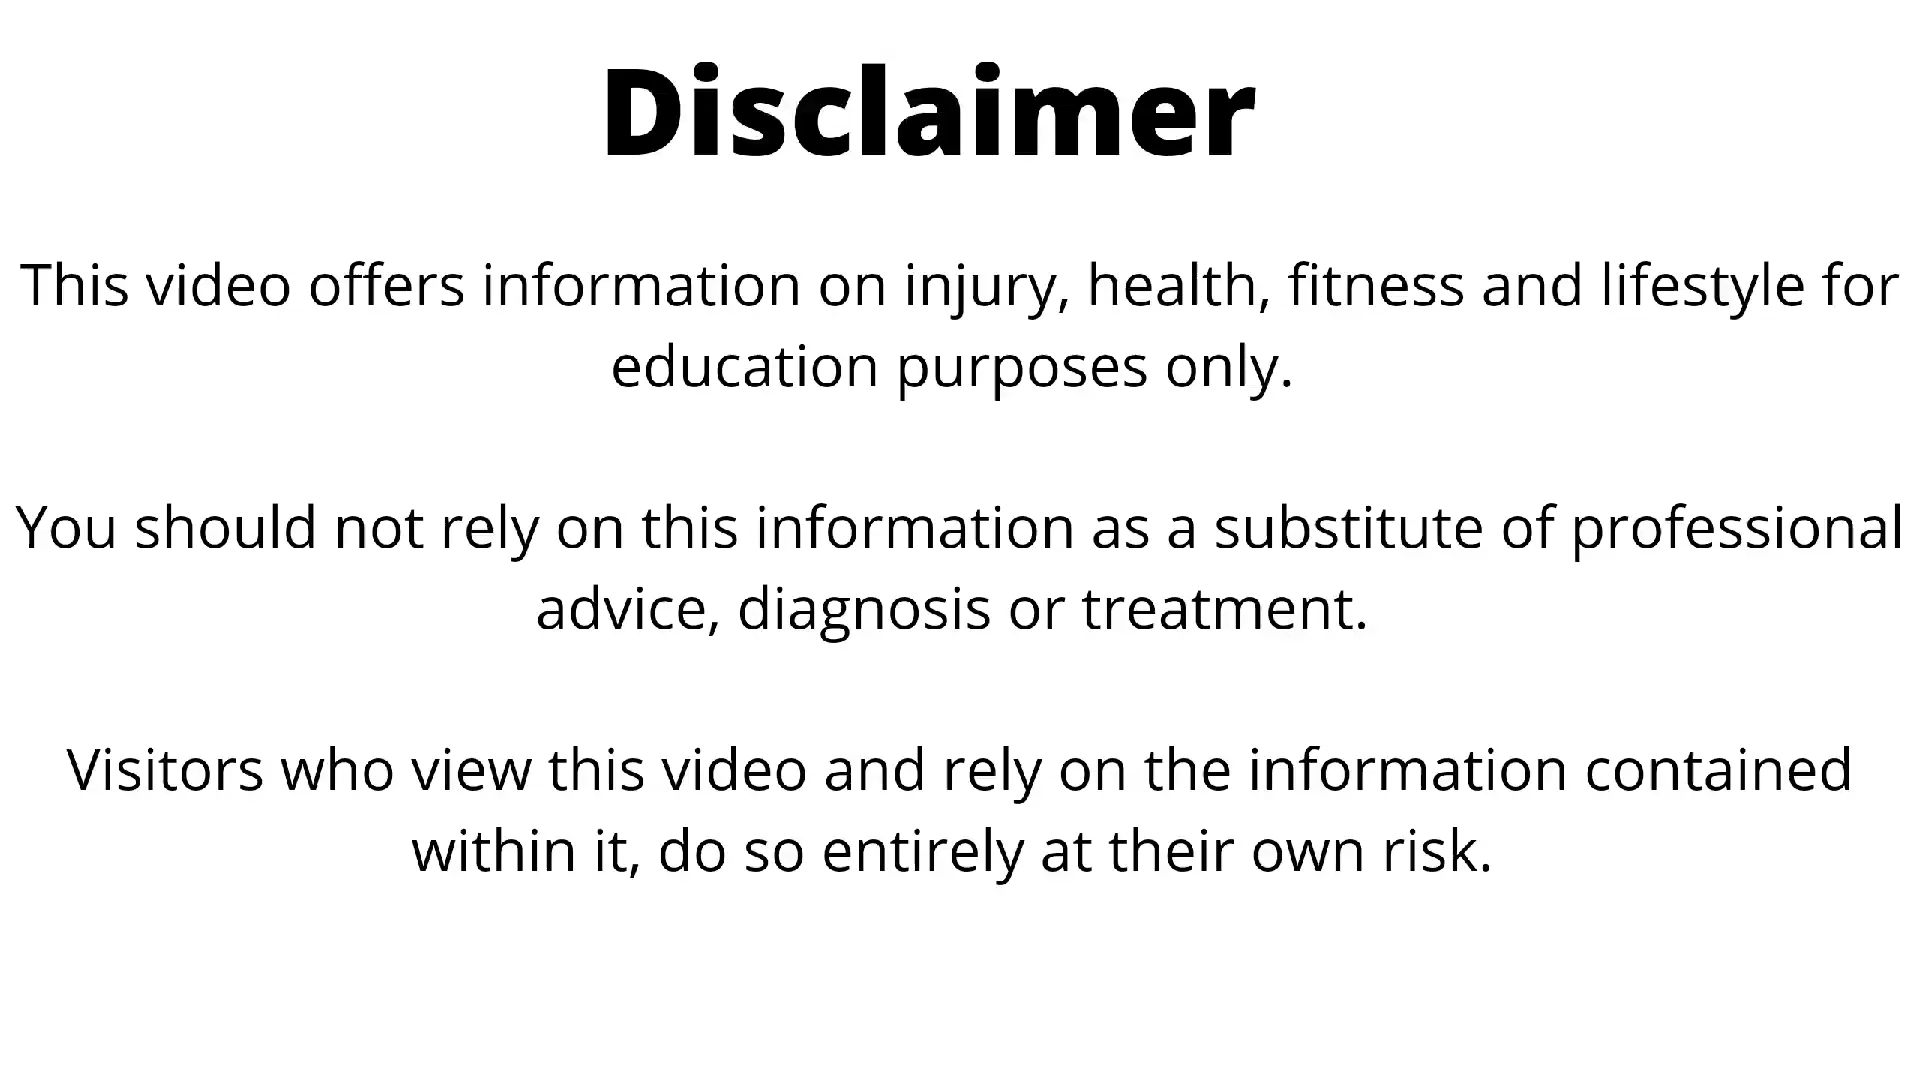 Disclaimer
This video offers information on injury, health, fitness and lifestyle for
education purposes only.
You should not rely on this information as a substitute of professional
advice, diagnosis or treatment.
Visitors who view this video and rely on the information contained
within it, do so entirely at their own risk.